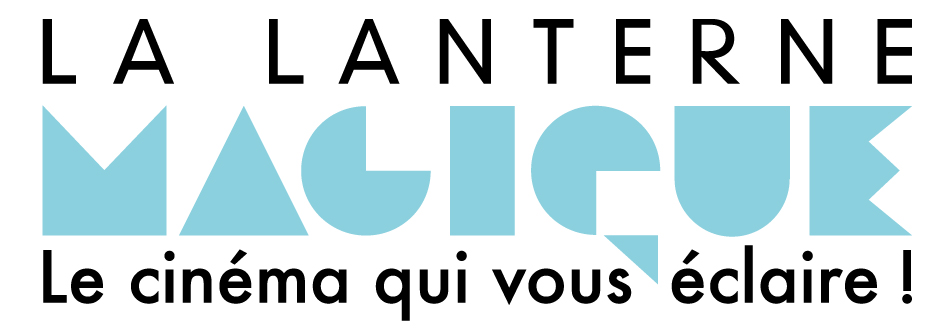 LA LANTERNE
MAGIQUE
Le cinéma qui vous éclaire !